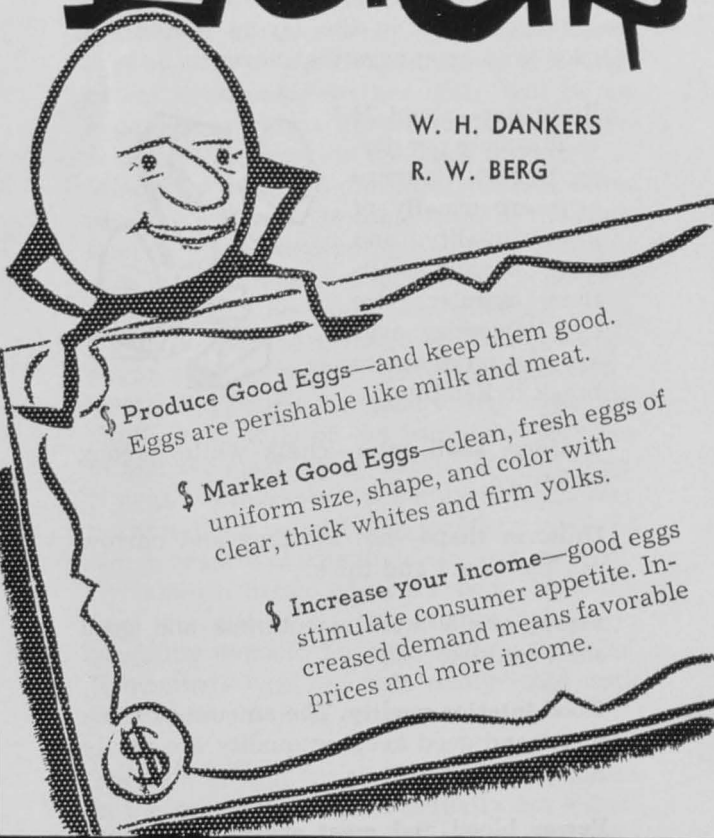 W. H. DANKERS
R. W. BERG
$ Produce Good Eggs—and keep them good.
Eggs are perishable like milk and meat.
$ Market Good Eggs—clean, fresh eggs of
uniform size, shape, and color with
clear, thick whites and firm yolks.
$ Increase your Income—good eggs
stimulate consumer appetite. In-
creased demand means favorable
prices and more income.
$